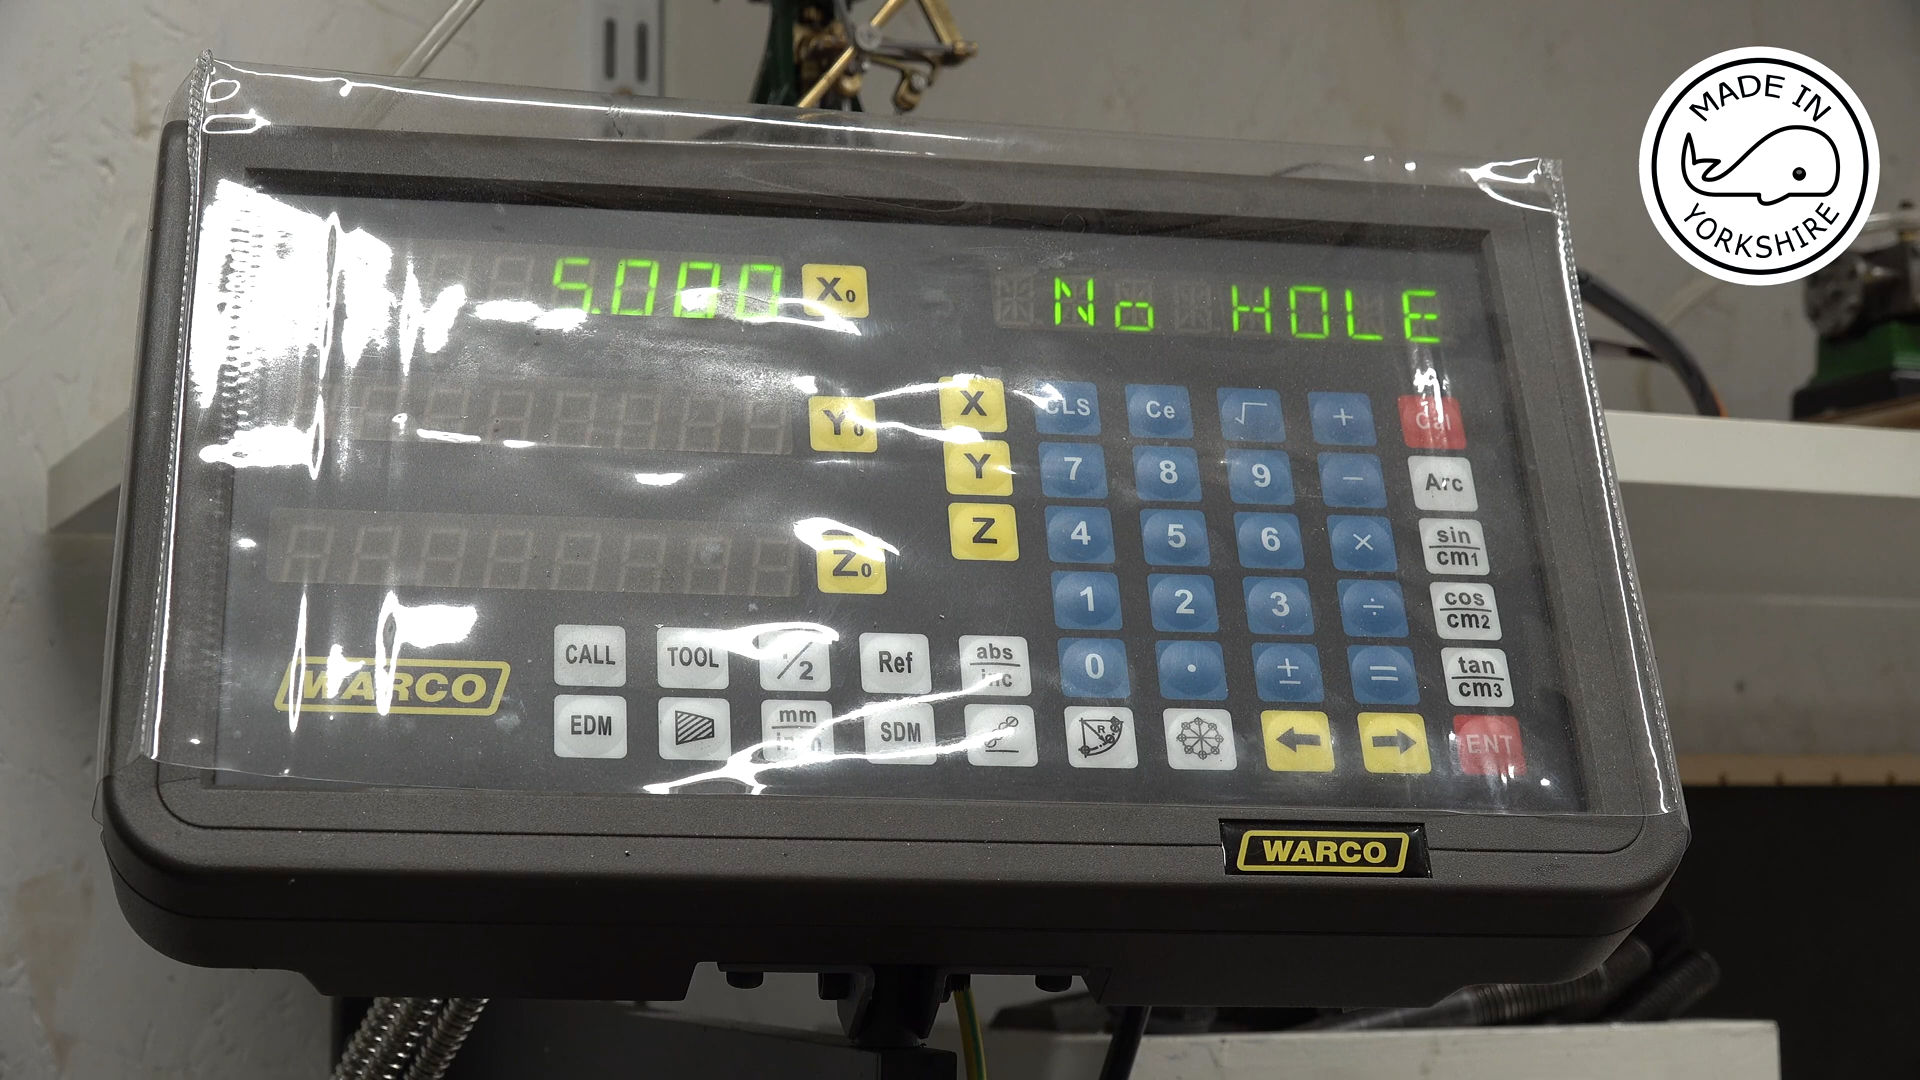 MADE IN
YORKSHIRE
5.000 X0 No HOLE
Y0
Z0
X CLS Ce √ + Cal
Y 7 8 9 − Arc
Z 4 5 6 × sin/cm1
1 2 3 ÷ cos/cm2
0 . ± = tan/cm3
CALL TOOL 1/2 Ref abs/inc
EDM mm SDM ← → ENT
R
WARCO
WARCO